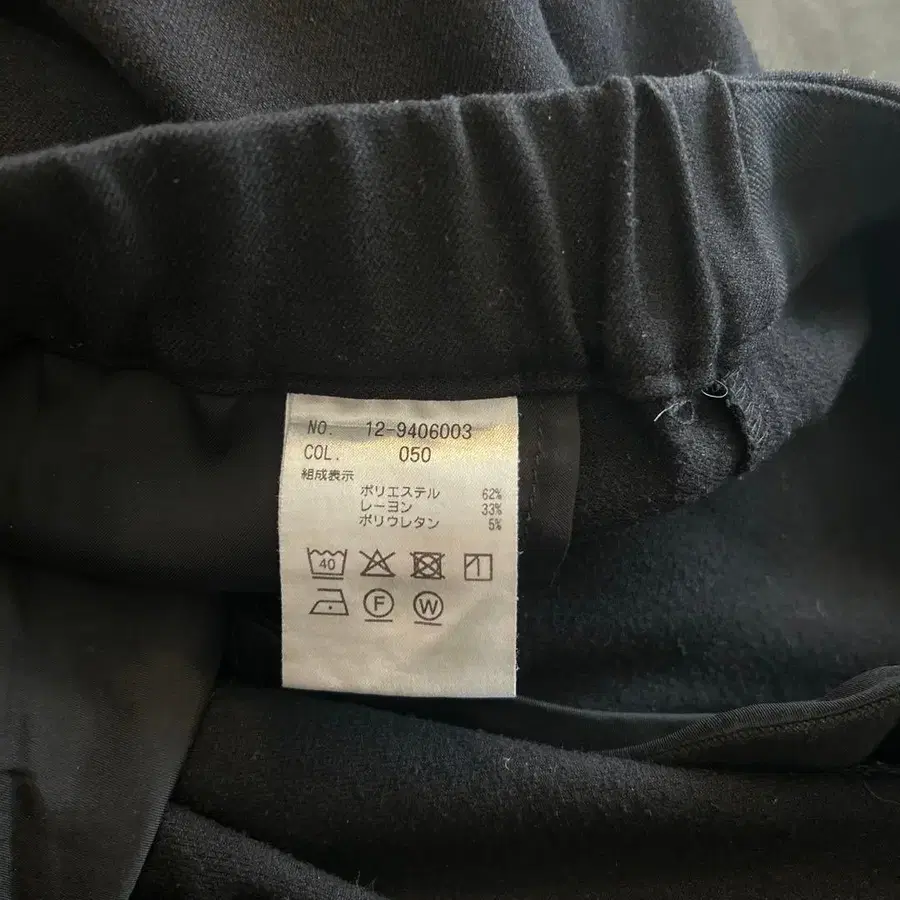 NO. 12-9406003
COL. 050
組成表示
ポリエステル 62%
レーヨン 33%
ポリウレタン 5%
40
F W